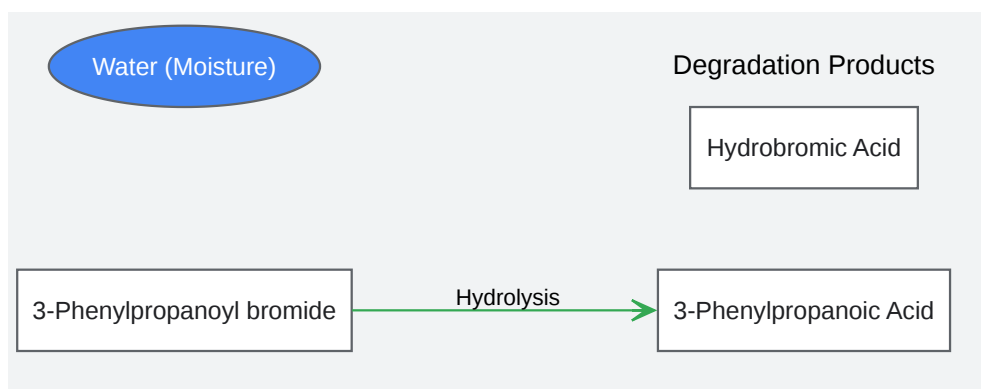 Water (Moisture)
Degradation Products
Hydrobromic Acid
3-Phenylpropanoyl bromide
Hydrolysis
3-Phenylpropanoic Acid